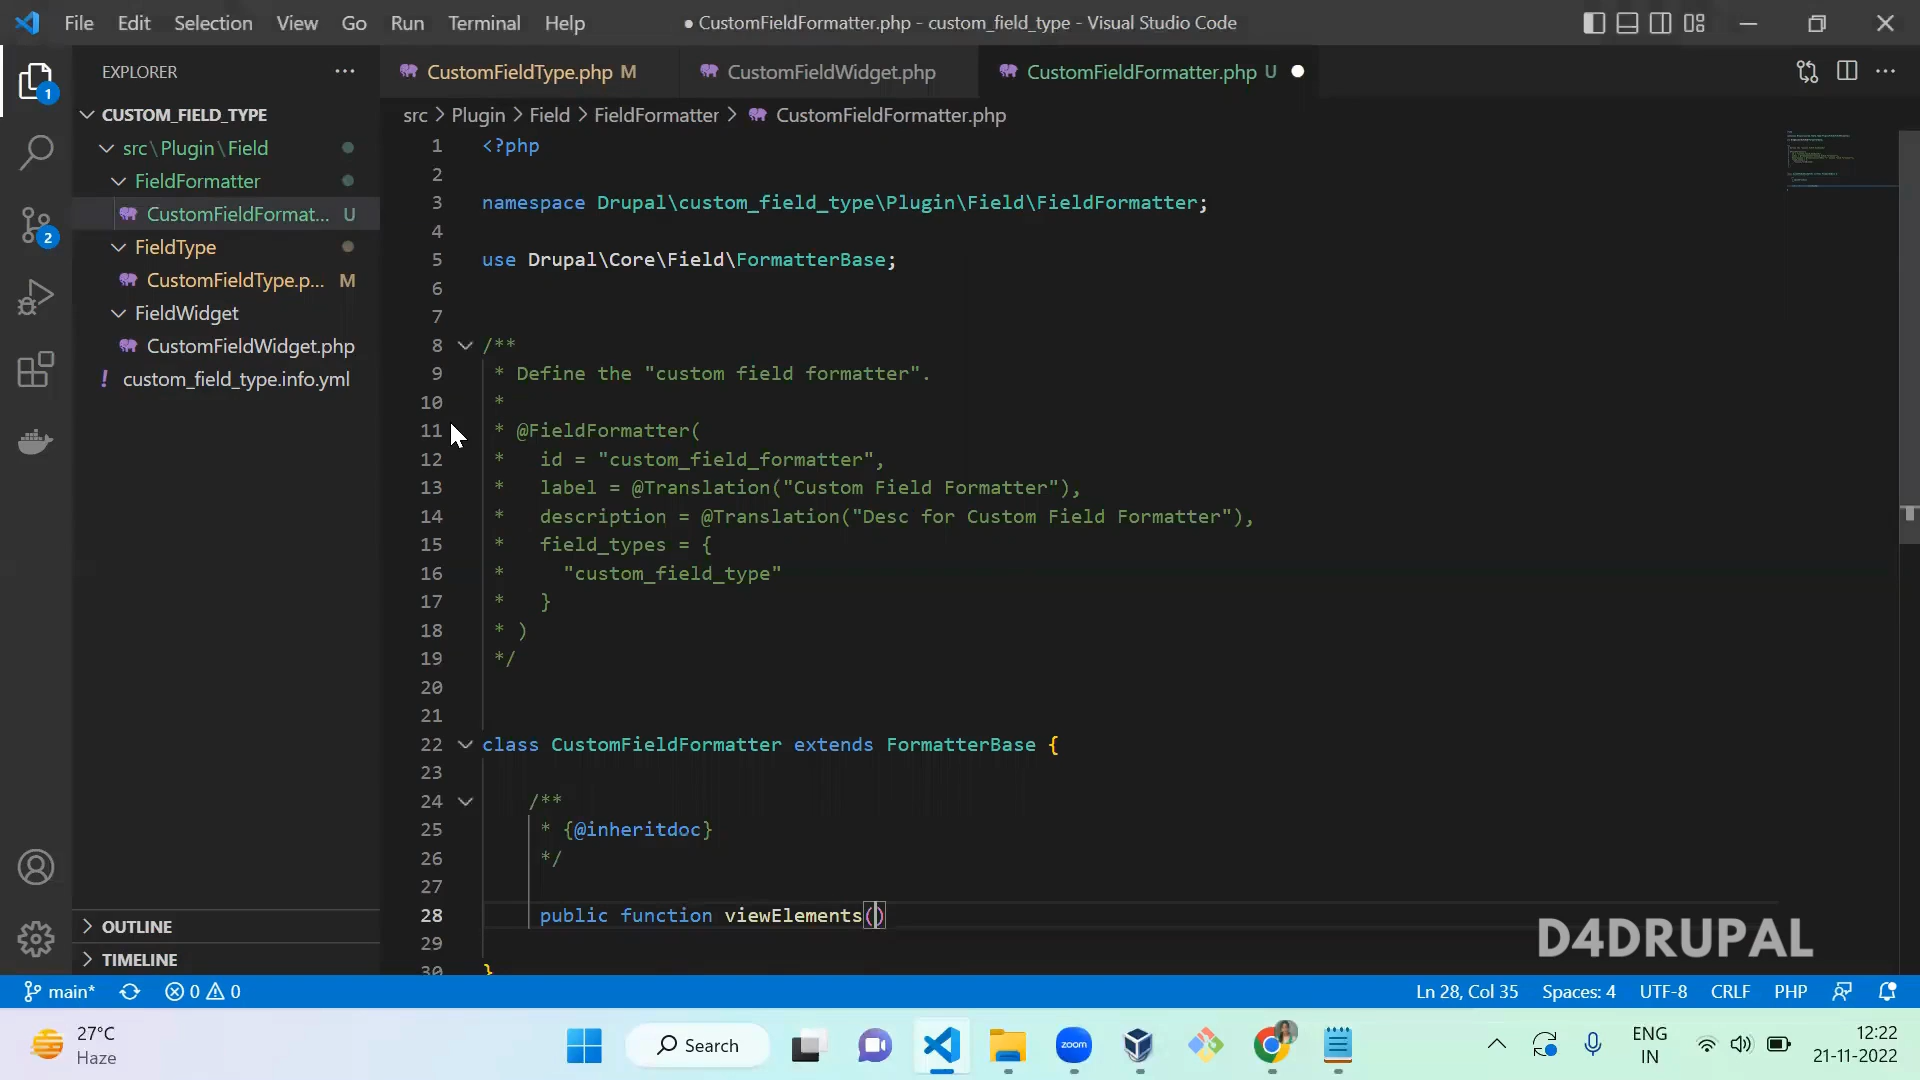 File Edit Selection View Go Run Terminal Help
● CustomFieldFormatter.php - custom_field_type - Visual Studio Code
EXPLORER
CustomFieldType.php M
CustomFieldWidget.php
CustomFieldFormatter.php U
src > Plugin > Field > FieldFormatter > CustomFieldFormatter.php
1
2
CUSTOM_FIELD_TYPE
src\Plugin\Field
FieldFormatter
CustomFieldFormat... U
FieldType
CustomFieldType.p... M
FieldWidget
CustomFieldWidget.php
! custom_field_type.info.yml
OUTLINE
TIMELINE
1 <?php
2
3 namespace Drupal\custom_field_type\Plugin\Field\FieldFormatter;
4
5 use Drupal\Core\Field\FormatterBase;
6
7
8 /**
9 * Define the "custom field formatter".
10 *
11 * @FieldFormatter(
12 * id = "custom_field_formatter",
13 * label = @Translation("Custom Field Formatter"),
14 * description = @Translation("Desc for Custom Field Formatter"),
15 * field_types = {
16 * "custom_field_type"
17 * }
18 * )
19 */
20
21
22 class CustomFieldFormatter extends FormatterBase {
23
24 /**
25 * {@inheritdoc}
26 */
27
28 public function viewElements()
29
30 }
D4DRUPAL
main* 0 0
Ln 28, Col 35 Spaces: 4 UTF-8 CRLF PHP
27°C
Haze
Search
zoom
ENG
IN
12:22
21-11-2022